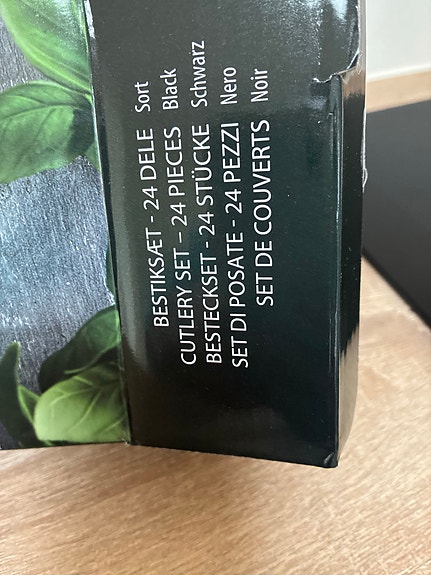 BESTIKSÆT - 24 DELE Sort
CUTLERY SET – 24 PIECES Black
BESTECKSET - 24 STÜCKE Schwarz
SET DI POSATE - 24 PEZZI Nero
SET DE COUVERTS Noir